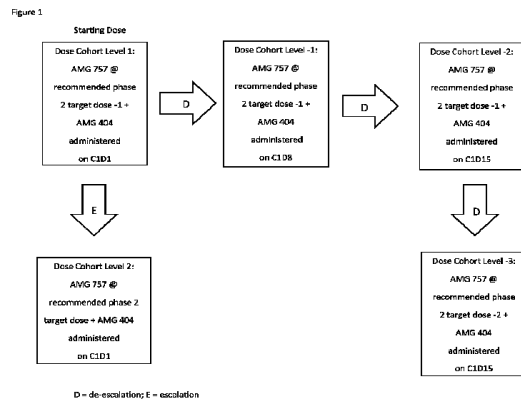 Figure 1
Starting Dose
Dose Cohort Level 1:
AMG 757 @
recommended phase
2 target dose -1 +
AMG 404
administered
on C1D1
D
Dose Cohort Level -1:
AMG 757 @
recommended phase
2 target dose -1 +
AMG 404
administered
on C1D8
D
Dose Cohort Level -2:
AMG 757 @
recommended phase
2 target dose -1 +
AMG 404
administered
on C1D15
E
D
Dose Cohort Level 2:
AMG 757 @
recommended phase 2
target dose + AMG 404
administered
on C1D1
Dose Cohort Level -3:
AMG 757 @
recommended phase
2 target dose -2 +
AMG 404
administered
on C1D15
D = de-escalation; E = escalation